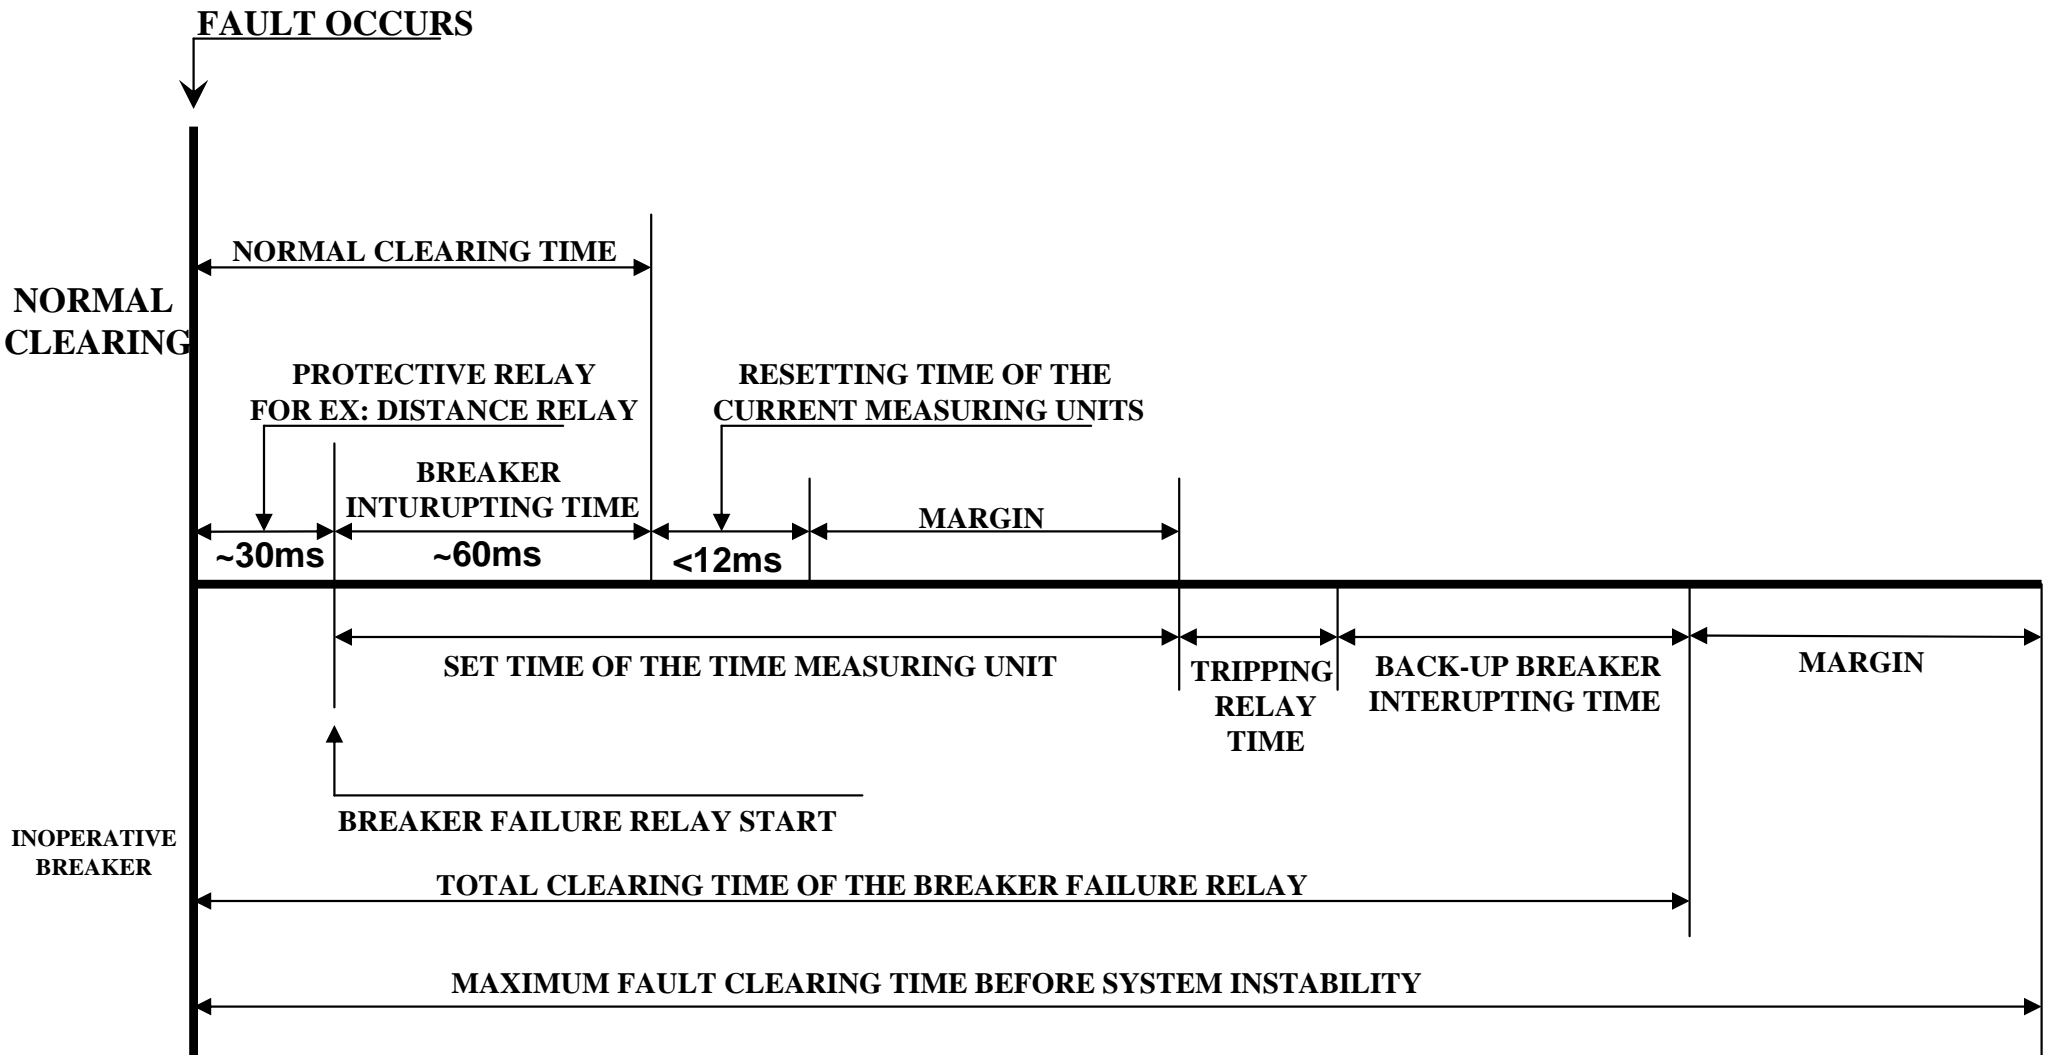 FAULT OCCURS
NORMAL CLEARING TIME
NORMAL
CLEARING
PROTECTIVE RELAY
FOR EX: DISTANCE RELAY
RESETTING TIME OF THE
CURRENT MEASURING UNITS
BREAKER
INTURUPTING TIME
MARGIN
~30ms
~60ms
<12ms
SET TIME OF THE TIME MEASURING UNIT
TRIPPING
RELAY
TIME
BACK-UP BREAKER
INTERUPTING TIME
MARGIN
BREAKER FAILURE RELAY START
INOPERATIVE
BREAKER
TOTAL CLEARING TIME OF THE BREAKER FAILURE RELAY
MAXIMUM FAULT CLEARING TIME BEFORE SYSTEM INSTABILITY